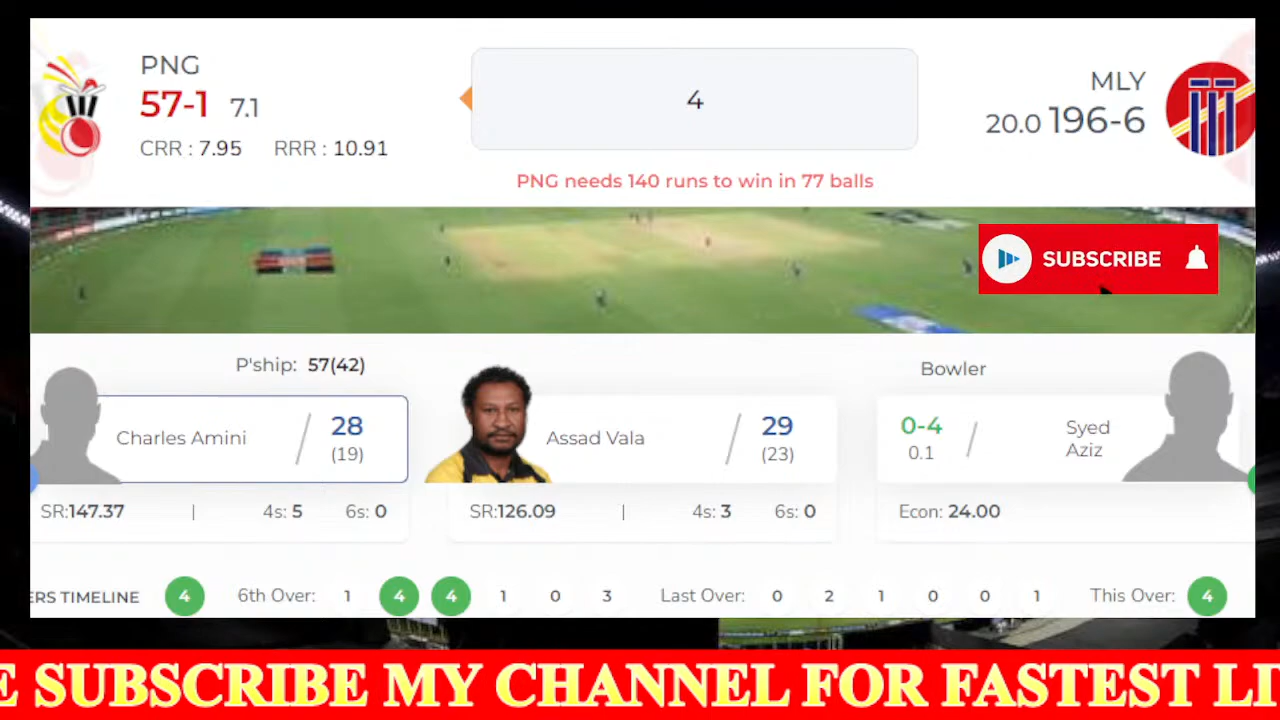 PNG
57-1 7.1
CRR : 7.95 RRR : 10.91
4
MLY
20.0 196-6
PNG needs 140 runs to win in 77 balls
SUBSCRIBE
P'ship: 57(42)
Charles Amini 28 (19)
SR:147.37 | 4s: 5 6s: 0
Assad Vala 29 (23)
SR:126.09 | 4s: 3 6s: 0
Bowler
0-4 0.1 Syed Aziz
Econ: 24.00
ERS TIMELINE 4 6th Over: 1 4 4 1 0 3 Last Over: 0 2 1 0 0 1 This Over: 4
E SUBSCRIBE MY CHANNEL FOR FASTEST LI